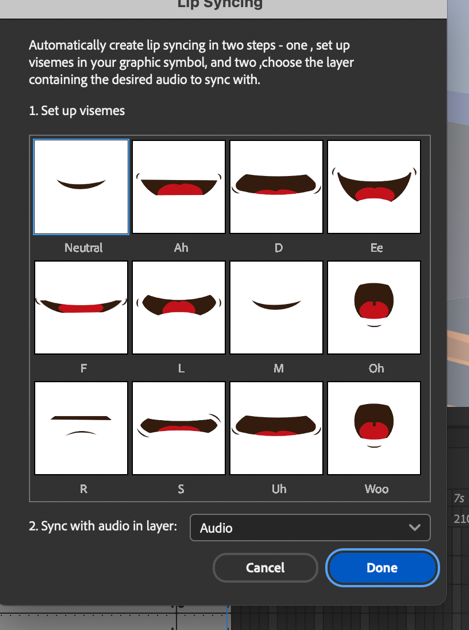 Lip Syncing
Automatically create lip syncing in two steps - one , set up
visemes in your graphic symbol, and two ,choose the layer
containing the desired audio to sync with.
1. Set up visemes
Neutral Ah D Ee
F L M Oh
R S Uh Woo
7s
2. Sync with audio in layer: Audio
210
Cancel Done